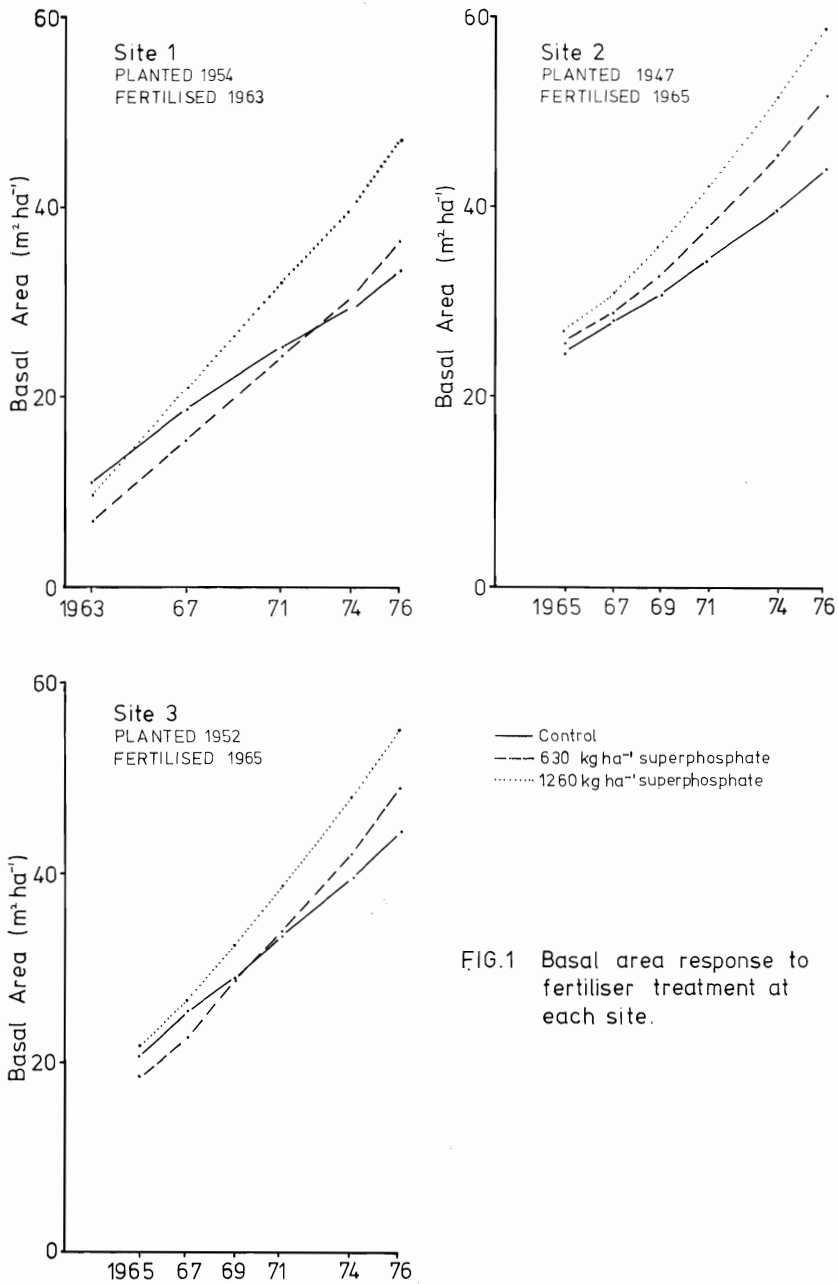 60
40
20
0
Basal Area (m² ha⁻¹)
Site 1
PLANTED 1954
FERTILISED 1963
1963 67 71 74 76
60
40
20
0
Basal Area (m² ha⁻¹)
Site 2
PLANTED 1947
FERTILISED 1965
1965 67 69 71 74 76
60
40
20
0
Basal Area (m² ha⁻¹)
Site 3
PLANTED 1952
FERTILISED 1965
1965 67 69 71 74 76
Control
630 kg ha⁻¹ superphosphate
1260 kg ha⁻¹ superphosphate
FIG.1 Basal area response to
fertiliser treatment at
each site.